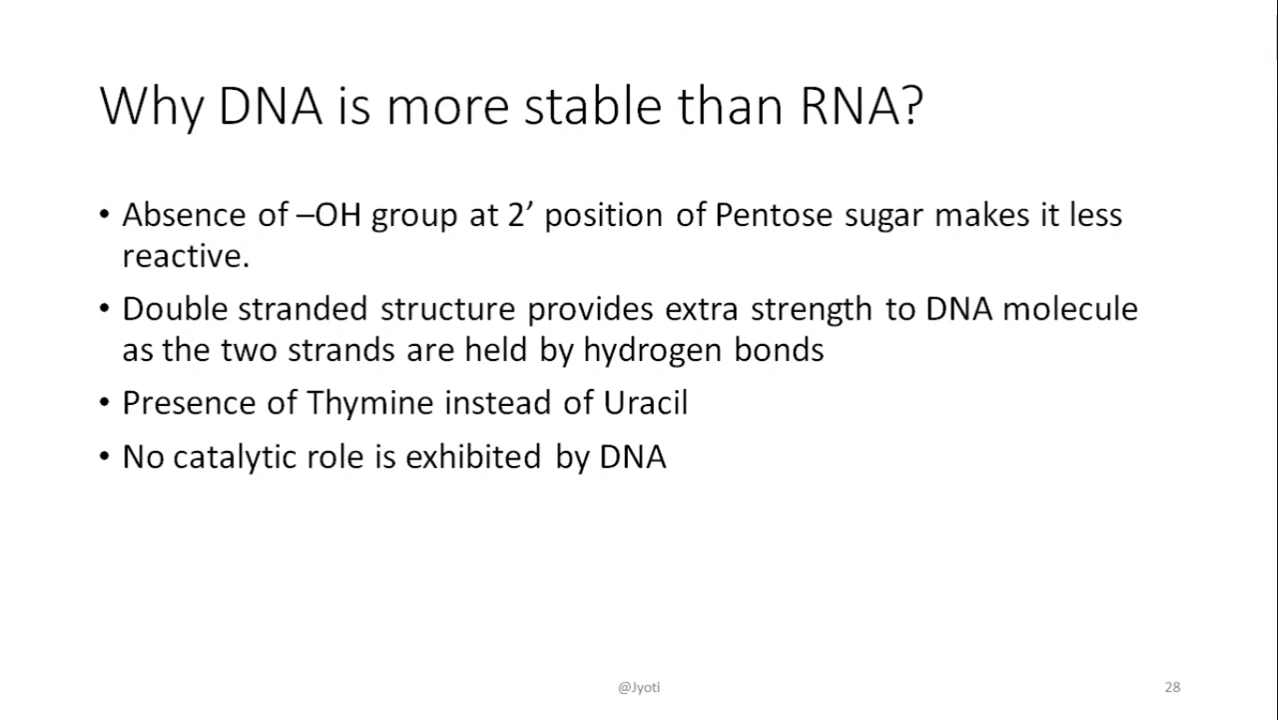 Why DNA is more stable than RNA?
• Absence of –OH group at 2’ position of Pentose sugar makes it less
reactive.
• Double stranded structure provides extra strength to DNA molecule
as the two strands are held by hydrogen bonds
• Presence of Thymine instead of Uracil
• No catalytic role is exhibited by DNA
@Jyoti
28